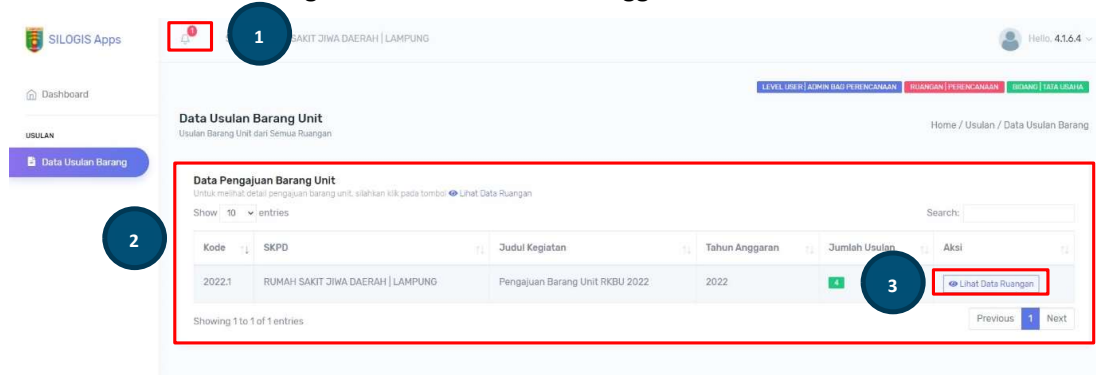 SILOGIS Apps
1
1
SAKIT JIWA DAERAH | LAMPUNG
Hello, 4.1.6.4
Dashboard
LEVEL USER | ADMIN BAG PERENCANAAN
RUANGAN | PERENCANAAN
BIDANG | TATA USAHA
Data Usulan Barang Unit
Usulan Barang Unit dari Semua Ruangan
Home / Usulan / Data Usulan Barang
USULAN
Data Usulan Barang
Data Pengajuan Barang Unit
Untuk melihat detail pengajuan barang unit, silahkan klik pada tombol Lihat Data Ruangan
Show 10 entries
Search:
2
Kode SKPD Judul Kegiatan Tahun Anggaran Jumlah Usulan Aksi
2022.1 RUMAH SAKIT JIWA DAERAH | LAMPUNG Pengajuan Barang Unit RKBU 2022 2022 4 Lihat Data Ruangan
3
Showing 1 to 1 of 1 entries
Previous 1 Next